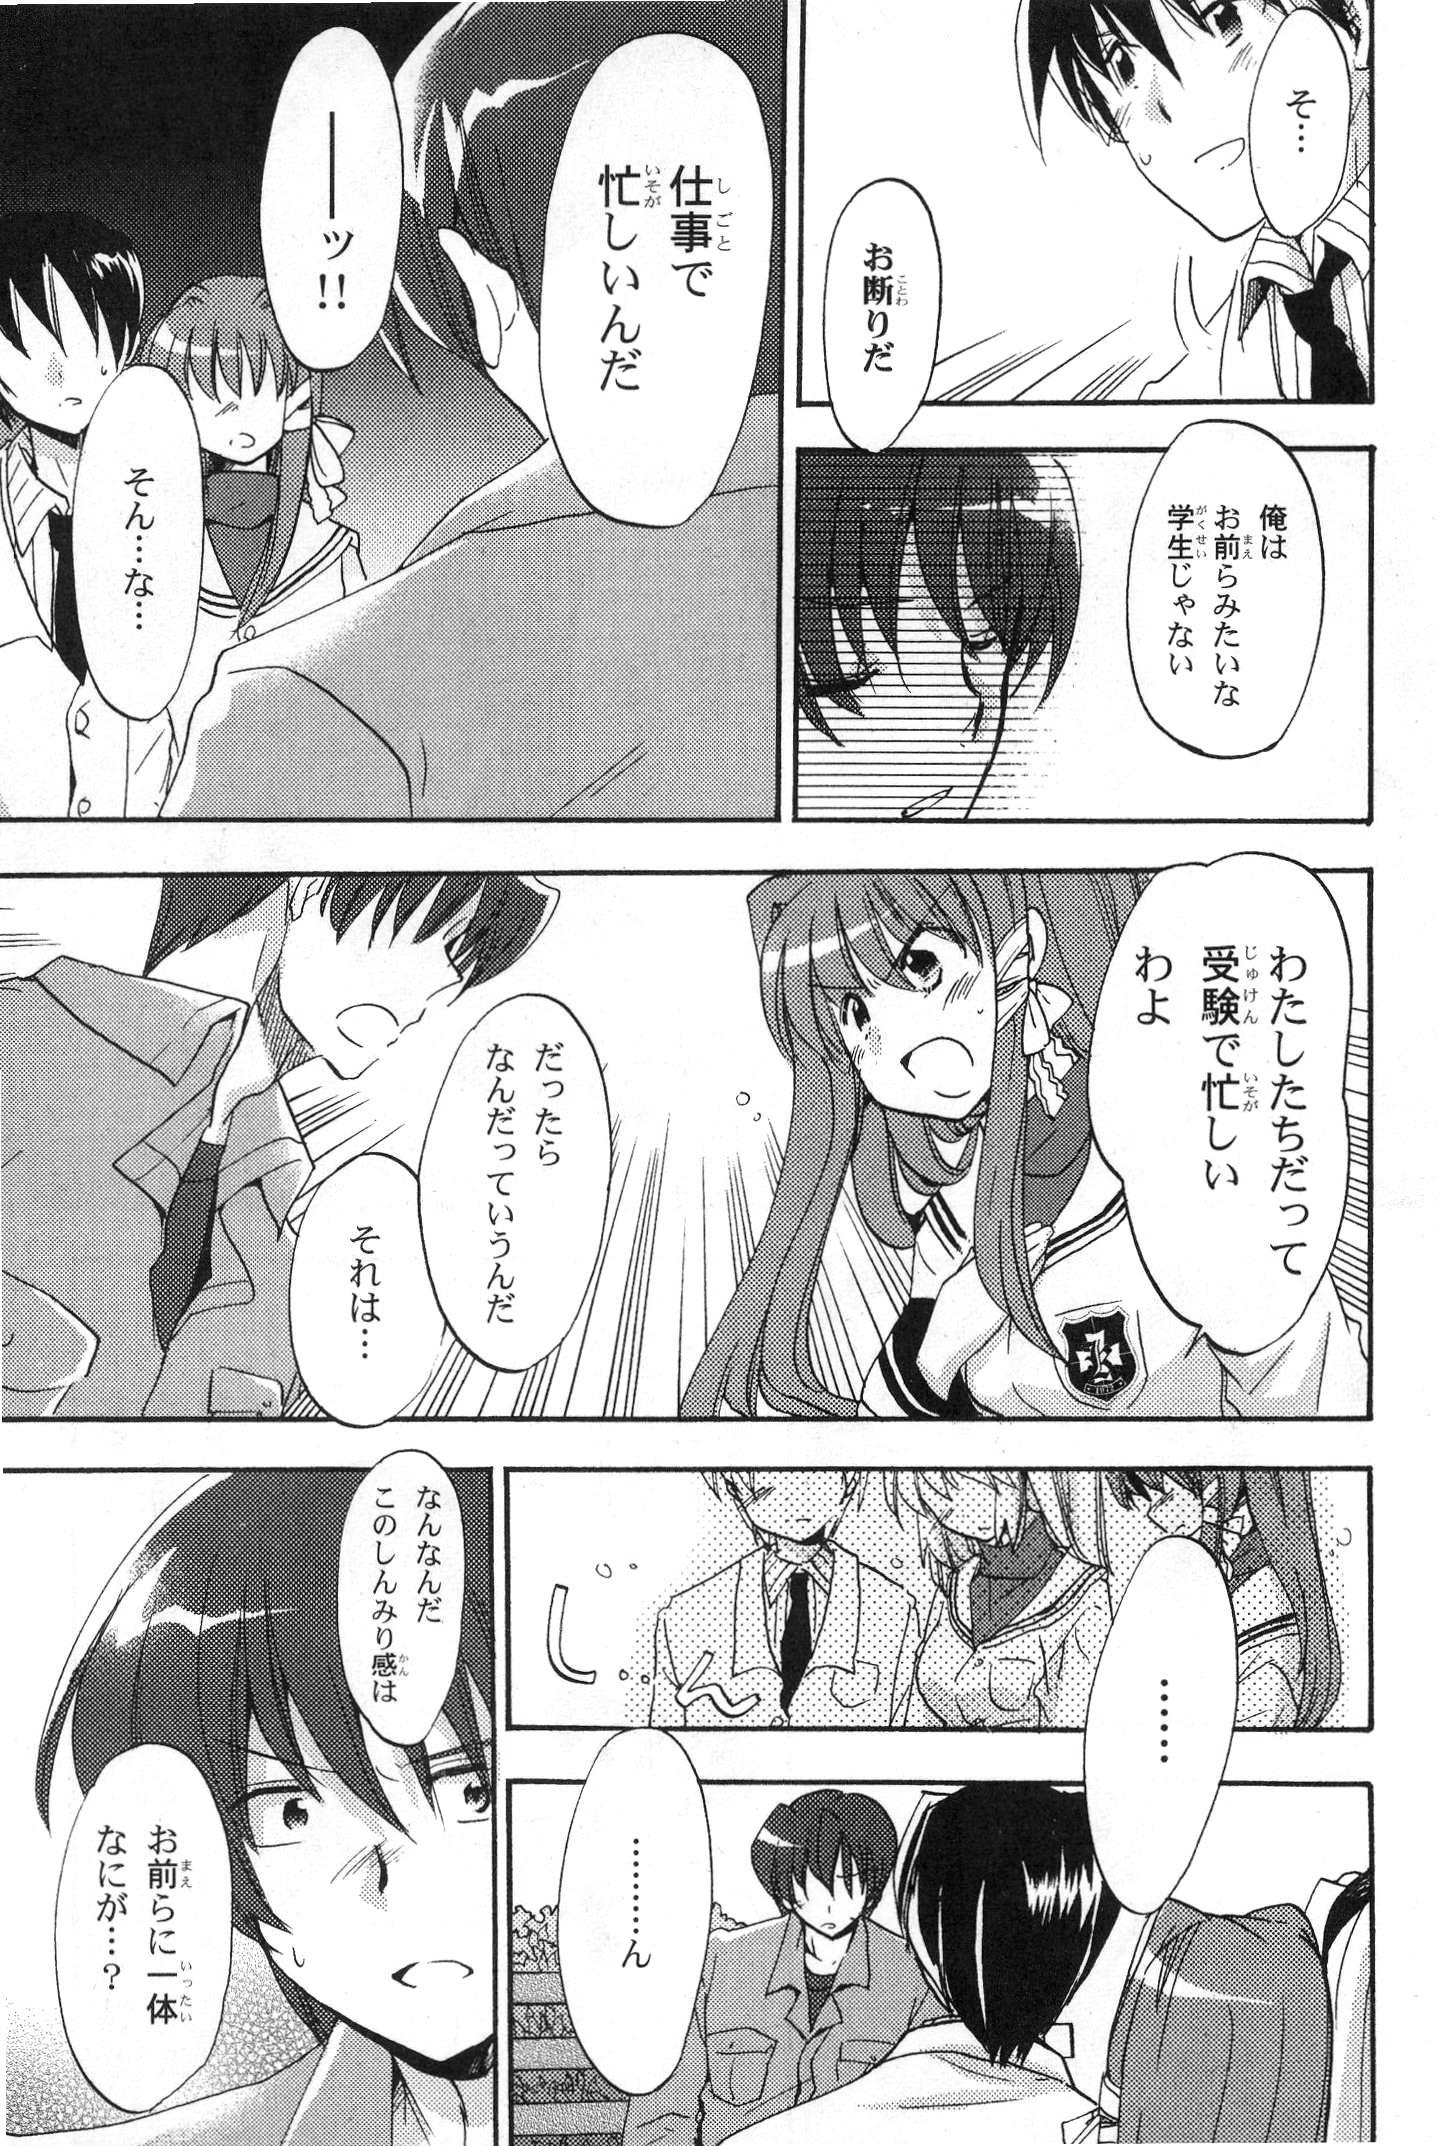 そ…
お断りだ
俺は
お前らみたいな
学生じゃない
仕事で
忙しいんだ
――ッ!!
そん…な…
わたしたちだって
受験で忙しい
わよ
だったら
なんだっていうんだ
それは…
………
しーん
………ん
なんなんだ
このしんみり感は
お前らに一体
なにが…?